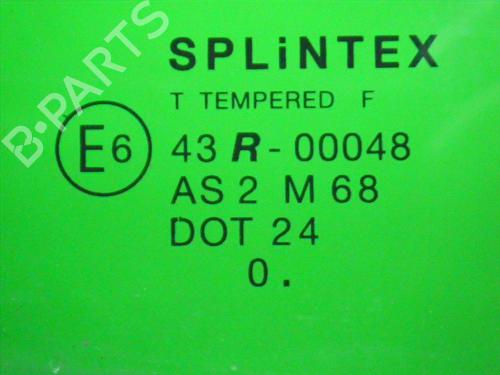 B-PARTS
SPLiNTEX
T TEMPERED F
E6 43 R-00048
AS 2 M 68
DOT 24
0.